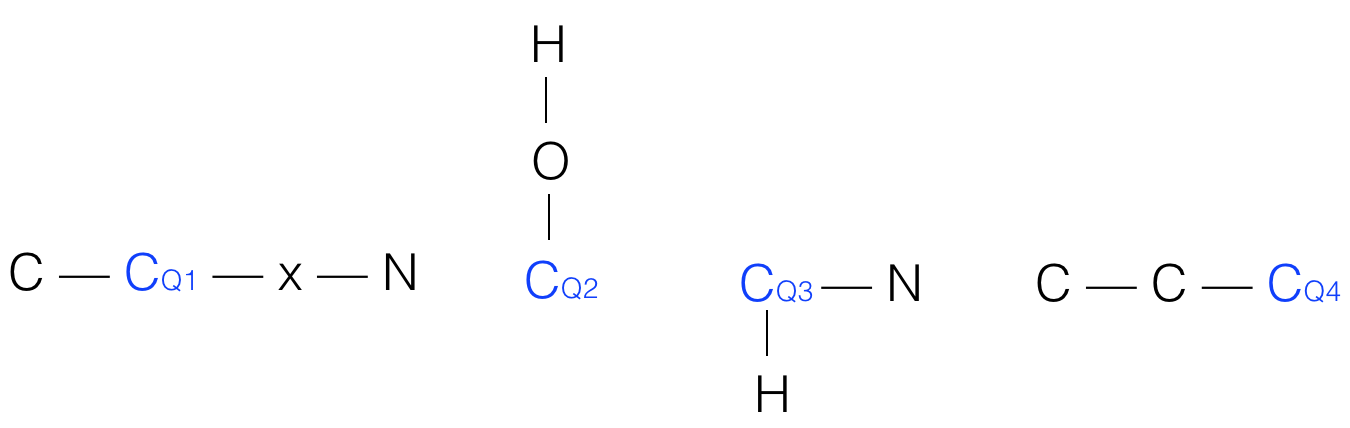 H
O
C — CQ1 — x — N
CQ2
CQ3 — N
C — C — CQ4
H